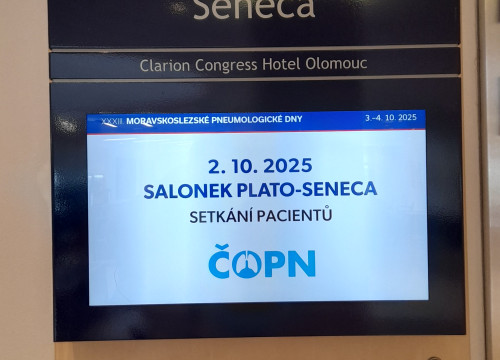 Seneca
Clarion Congress Hotel Olomouc
XXXII. MORAVSKOSLEZSKÉ PNEUMOLOGICKÉ DNY 3.–4. 10. 2025
2. 10. 2025
SALONEK PLATO-SENECA
SETKÁNÍ PACIENTŮ
ČOPN